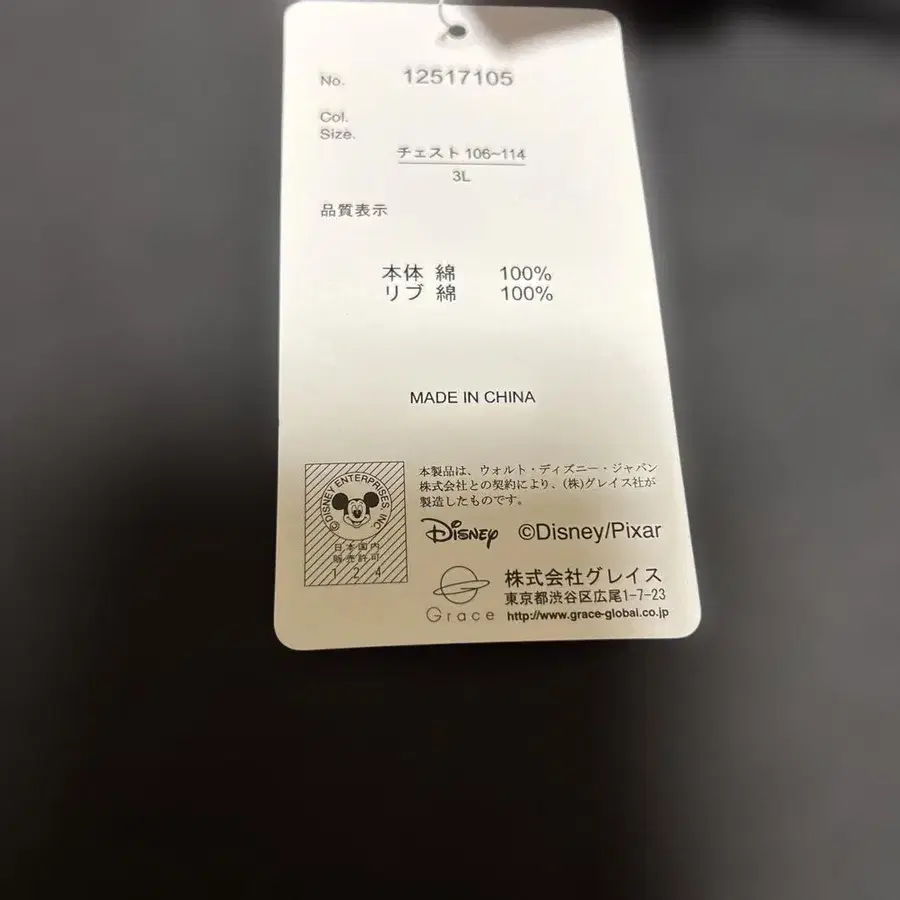 No. 12517105
Col.
Size.
チェスト 106~114
3L
品質表示
本体 綿 100%
リブ 綿 100%
MADE IN CHINA
©DISNEY ENTERPRISES, INC.
日本国内
販売許可
1 2 4
本製品は、ウォルト・ディズニー・ジャパン
株式会社との契約により、(株)グレイス社が
製造したものです。
Disney ©Disney/Pixar
Grace
株式会社グレイス
東京都渋谷区広尾1-7-23
http://www.grace-global.co.jp